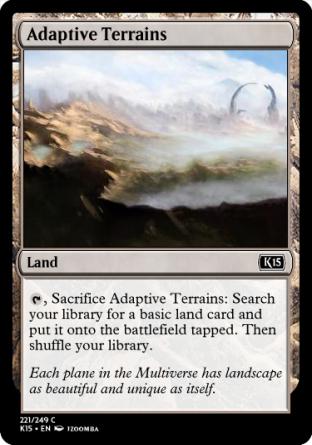 Adaptive Terrains
Land
K15
, Sacrifice Adaptive Terrains: Search
your library for a basic land card and
put it onto the battlefield tapped. Then
shuffle your library.
Each plane in the Multiverse has landscape
as beautiful and unique as itself.
221/249 C
K15 • EN IZOOMBA